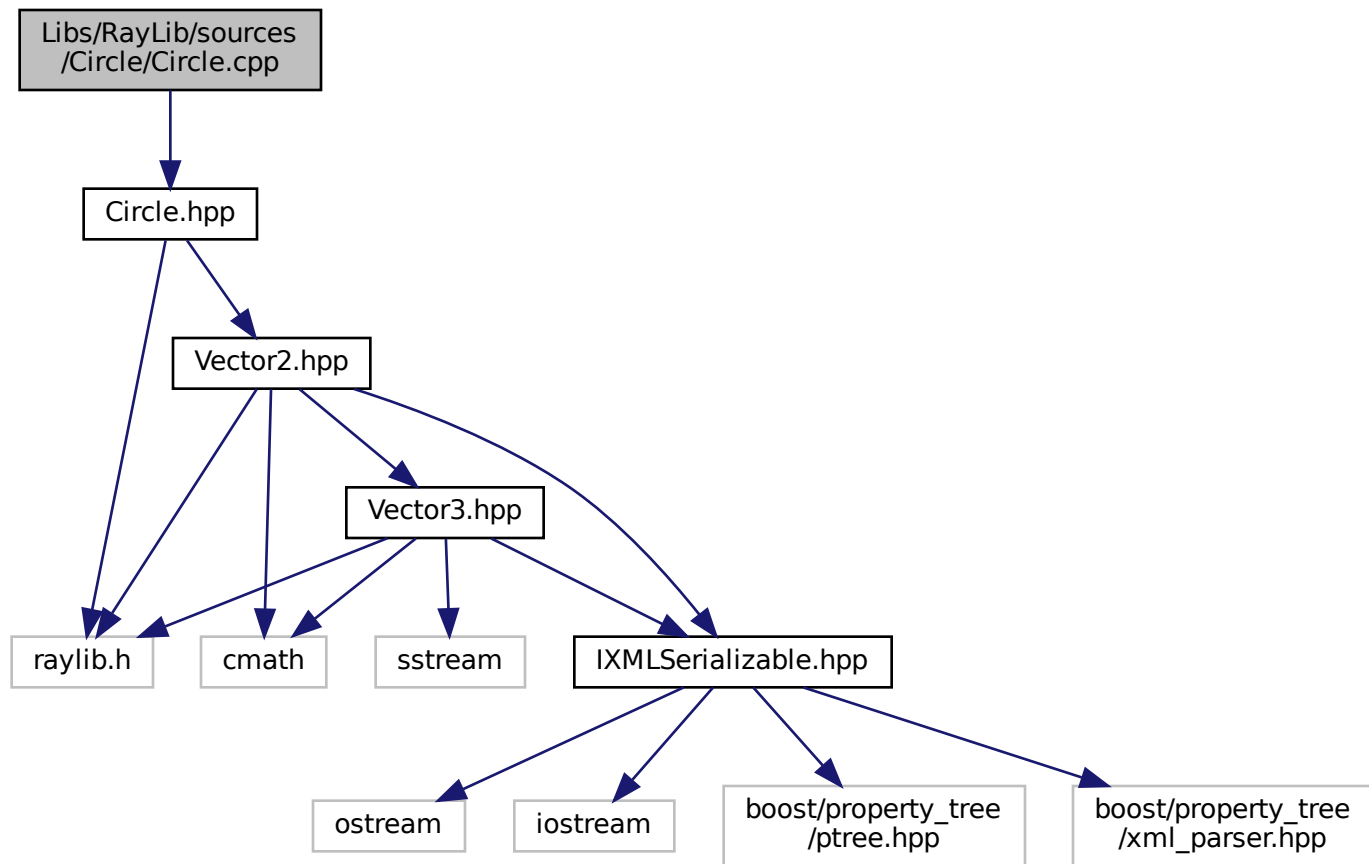 Libs/RayLib/sources
/Circle/Circle.cpp
Circle.hpp
Vector2.hpp
Vector3.hpp
raylib.h
cmath
sstream
IXMLSerializable.hpp
ostream
iostream
boost/property_tree
/ptree.hpp
boost/property_tree
/xml_parser.hpp